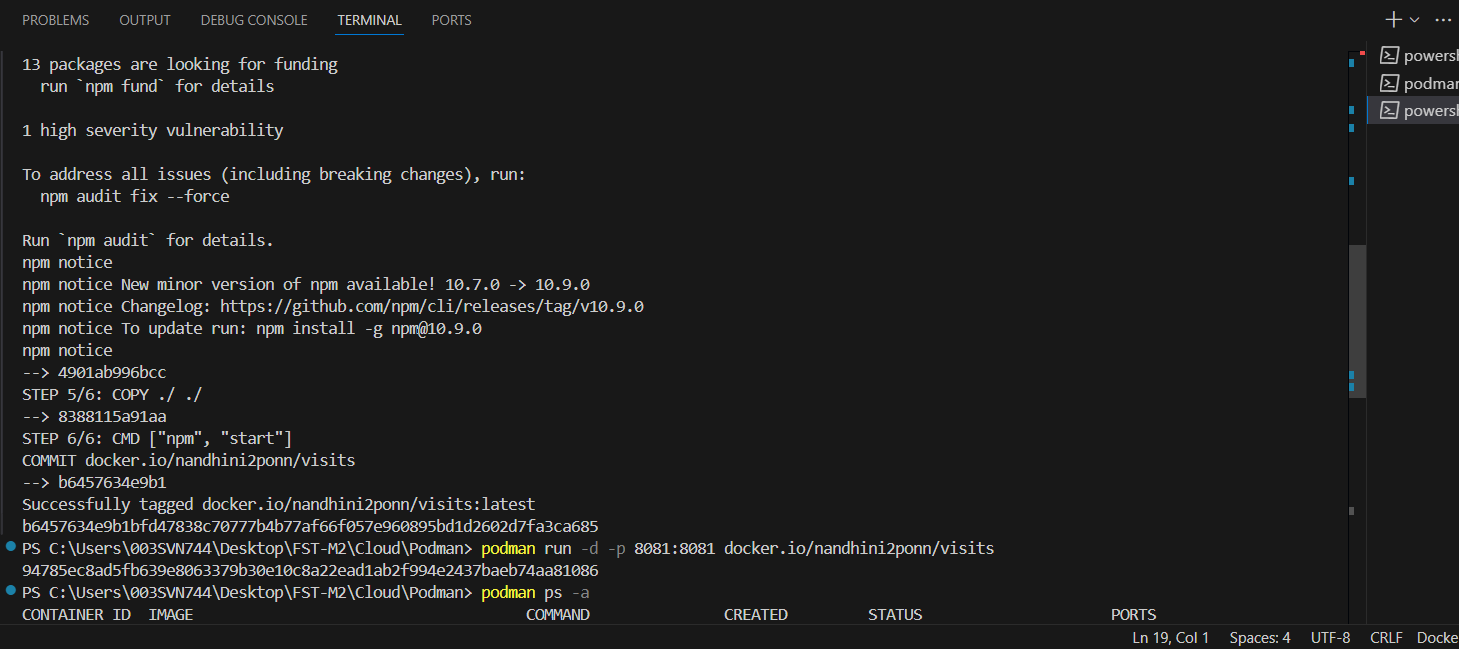 PROBLEMS OUTPUT DEBUG CONSOLE TERMINAL PORTS
13 packages are looking for funding
run `npm fund` for details
1 high severity vulnerability
To address all issues (including breaking changes), run:
npm audit fix --force
Run `npm audit` for details.
npm notice
npm notice New minor version of npm available! 10.7.0 -> 10.9.0
npm notice Changelog: https://github.com/npm/cli/releases/tag/v10.9.0
npm notice To update run: npm install -g npm@10.9.0
npm notice
--> 4901ab996bcc
STEP 5/6: COPY ./ ./
--> 8388115a91aa
STEP 6/6: CMD ["npm", "start"]
COMMIT docker.io/nandhini2ponn/visits
--> b6457634e9b1
Successfully tagged docker.io/nandhini2ponn/visits:latest
b6457634e9b1bfd47838c70777b4b77af66f057e960895bd1d2602d7fa3ca685
PS C:\Users\003SVN744\Desktop\FST-M2\Cloud\Podman> podman run -d -p 8081:8081 docker.io/nandhini2ponn/visits
94785ec8ad5fb639e8063379b30e10c8a22ead1ab2f994e2437baeb74aa81086
PS C:\Users\003SVN744\Desktop\FST-M2\Cloud\Podman> podman ps -a
CONTAINER ID IMAGE COMMAND CREATED STATUS PORTS
powersh
podman
powersh
Ln 19, Col 1 Spaces: 4 UTF-8 CRLF Docke